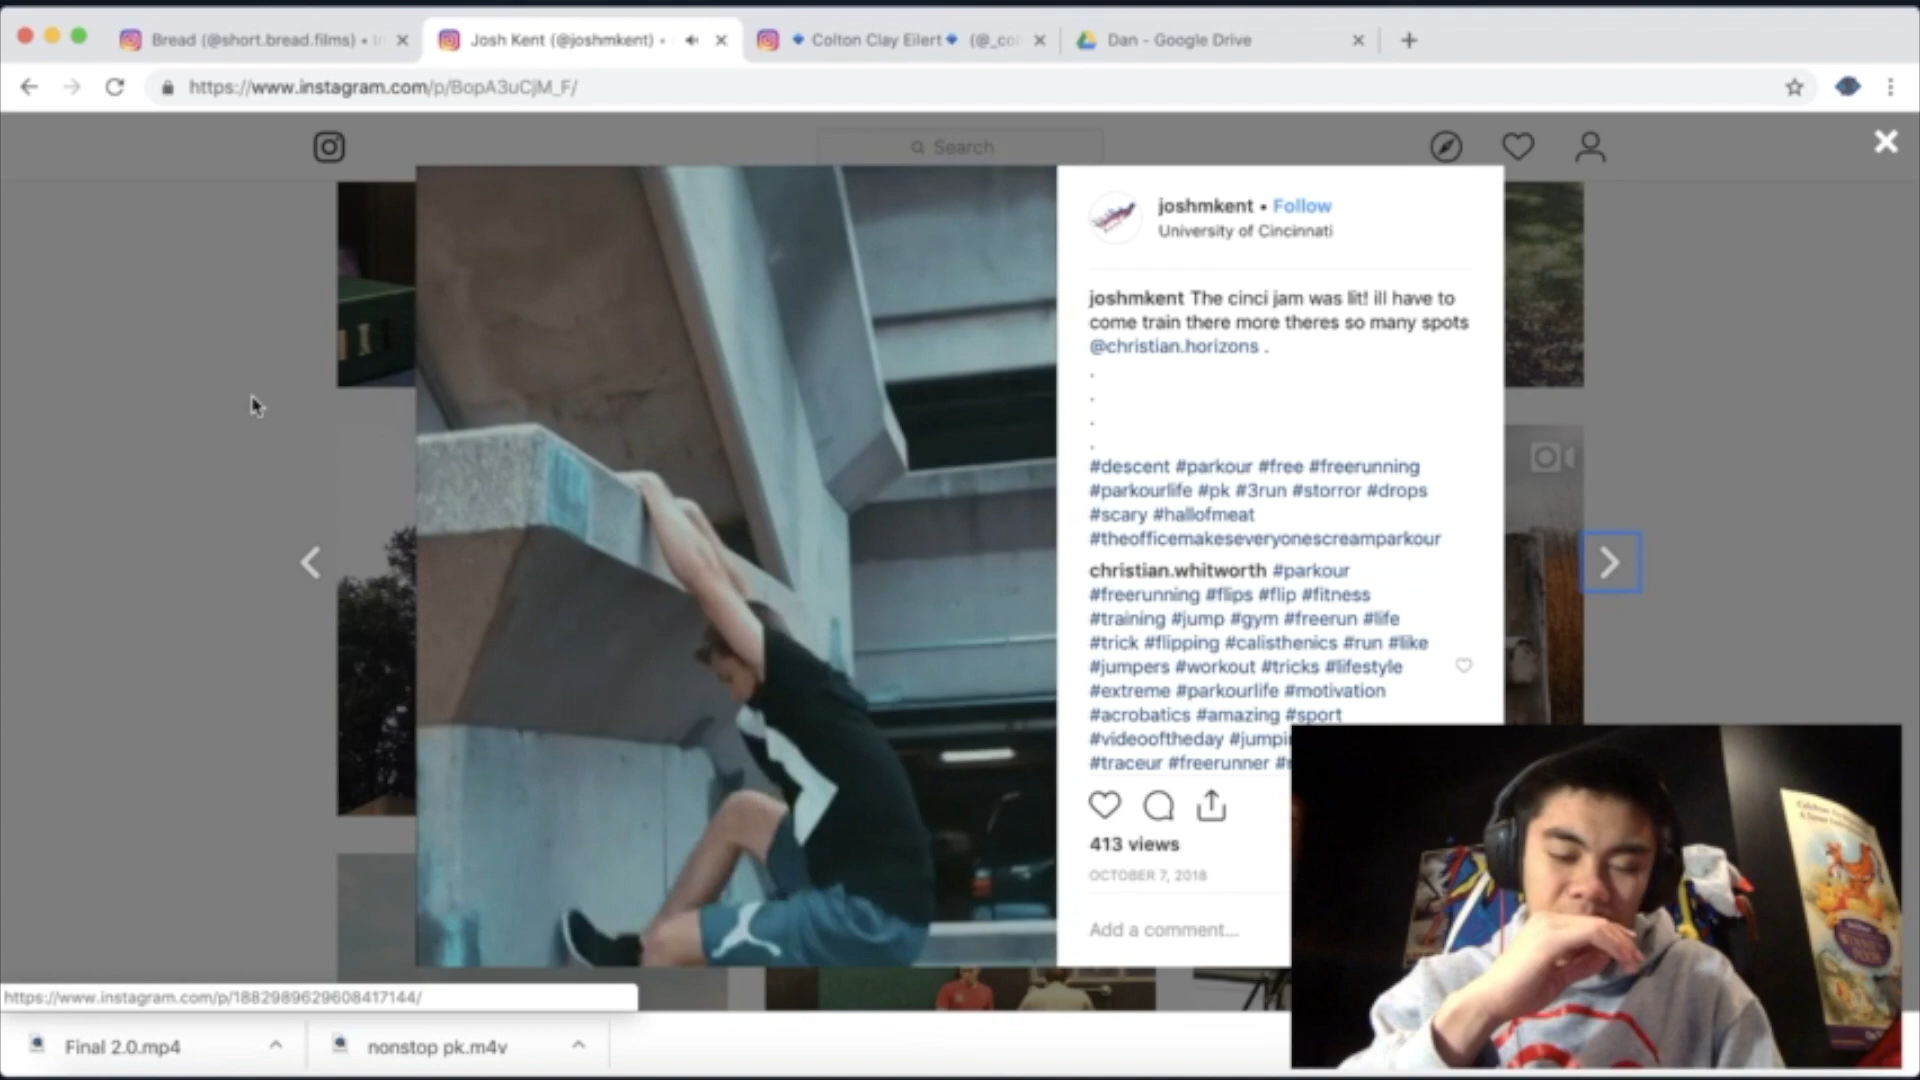 Bread (@short.bread.films) •
Josh Kent (@joshmkent) •
Colton Clay Eilert (@_co
Dan - Google Drive
https://www.instagram.com/p/BopA3uCjM_F/
Search
joshmkent • Follow
University of Cincinnati
joshmkent The cinci jam was lit! ill have to
come train there more theres so many spots
@christian.horizons .
.
.
.
.
#descent #parkour #free #freerunning
#parkourlife #pk #3run #storror #drops
#scary #hallofmeat
#theofficemakeseveryonescreamparkour
christian.whitworth #parkour
#freerunning #flips #flip #fitness
#training #jump #gym #freerun #life
#trick #flipping #calisthenics #run #like
#jumpers #workout #tricks #lifestyle
#extreme #parkourlife #motivation
#acrobatics #amazing #sport
#videooftheday #jumpi
#traceur #freerunner
413 views
OCTOBER 7, 2018
Add a comment...
https://www.instagram.com/p/1882989629608417144/
Final 2.0.mp4
nonstop pk.m4v